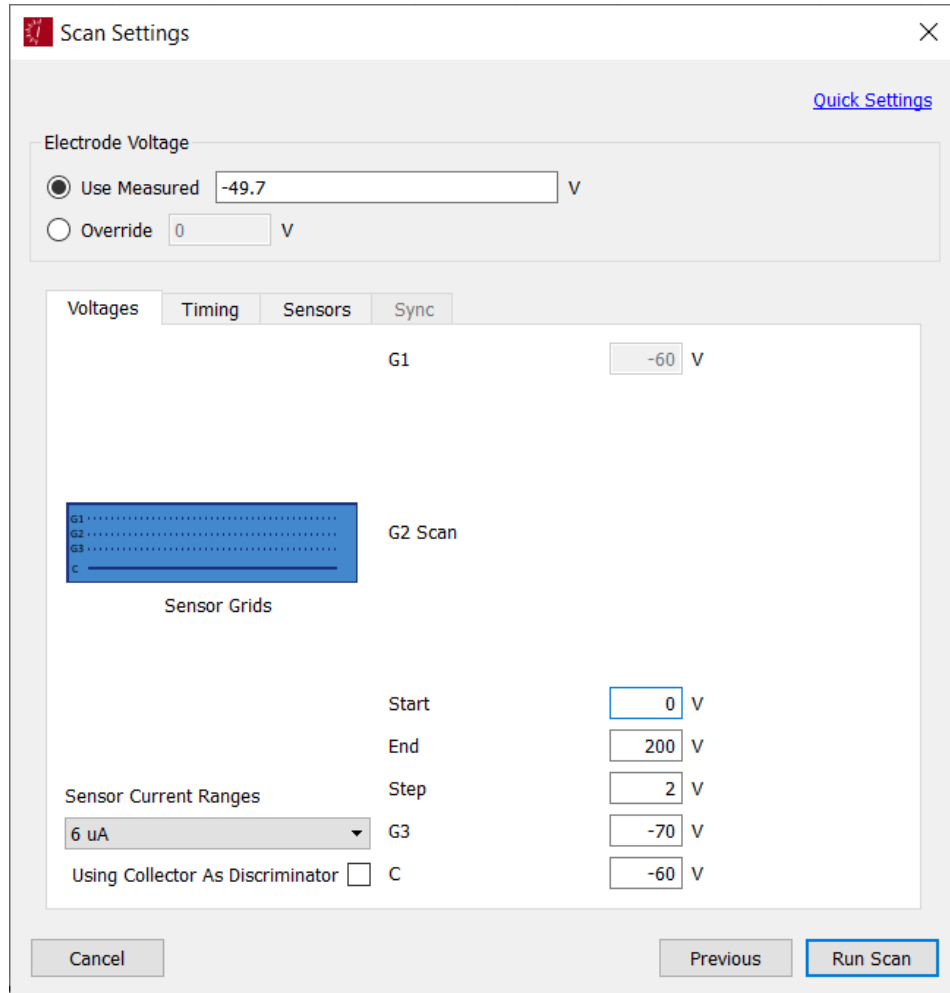 Scan Settings
Quick Settings
Electrode Voltage
Use Measured -49.7 V
Override 0 V
Voltages Timing Sensors Sync
G1 -60 V
G1
G2
G3
C
G2 Scan
Sensor Grids
Start 0 V
End 200 V
Step 2 V
Sensor Current Ranges
6 uA
G3 -70 V
Using Collector As Discriminator
C -60 V
Cancel Previous Run Scan